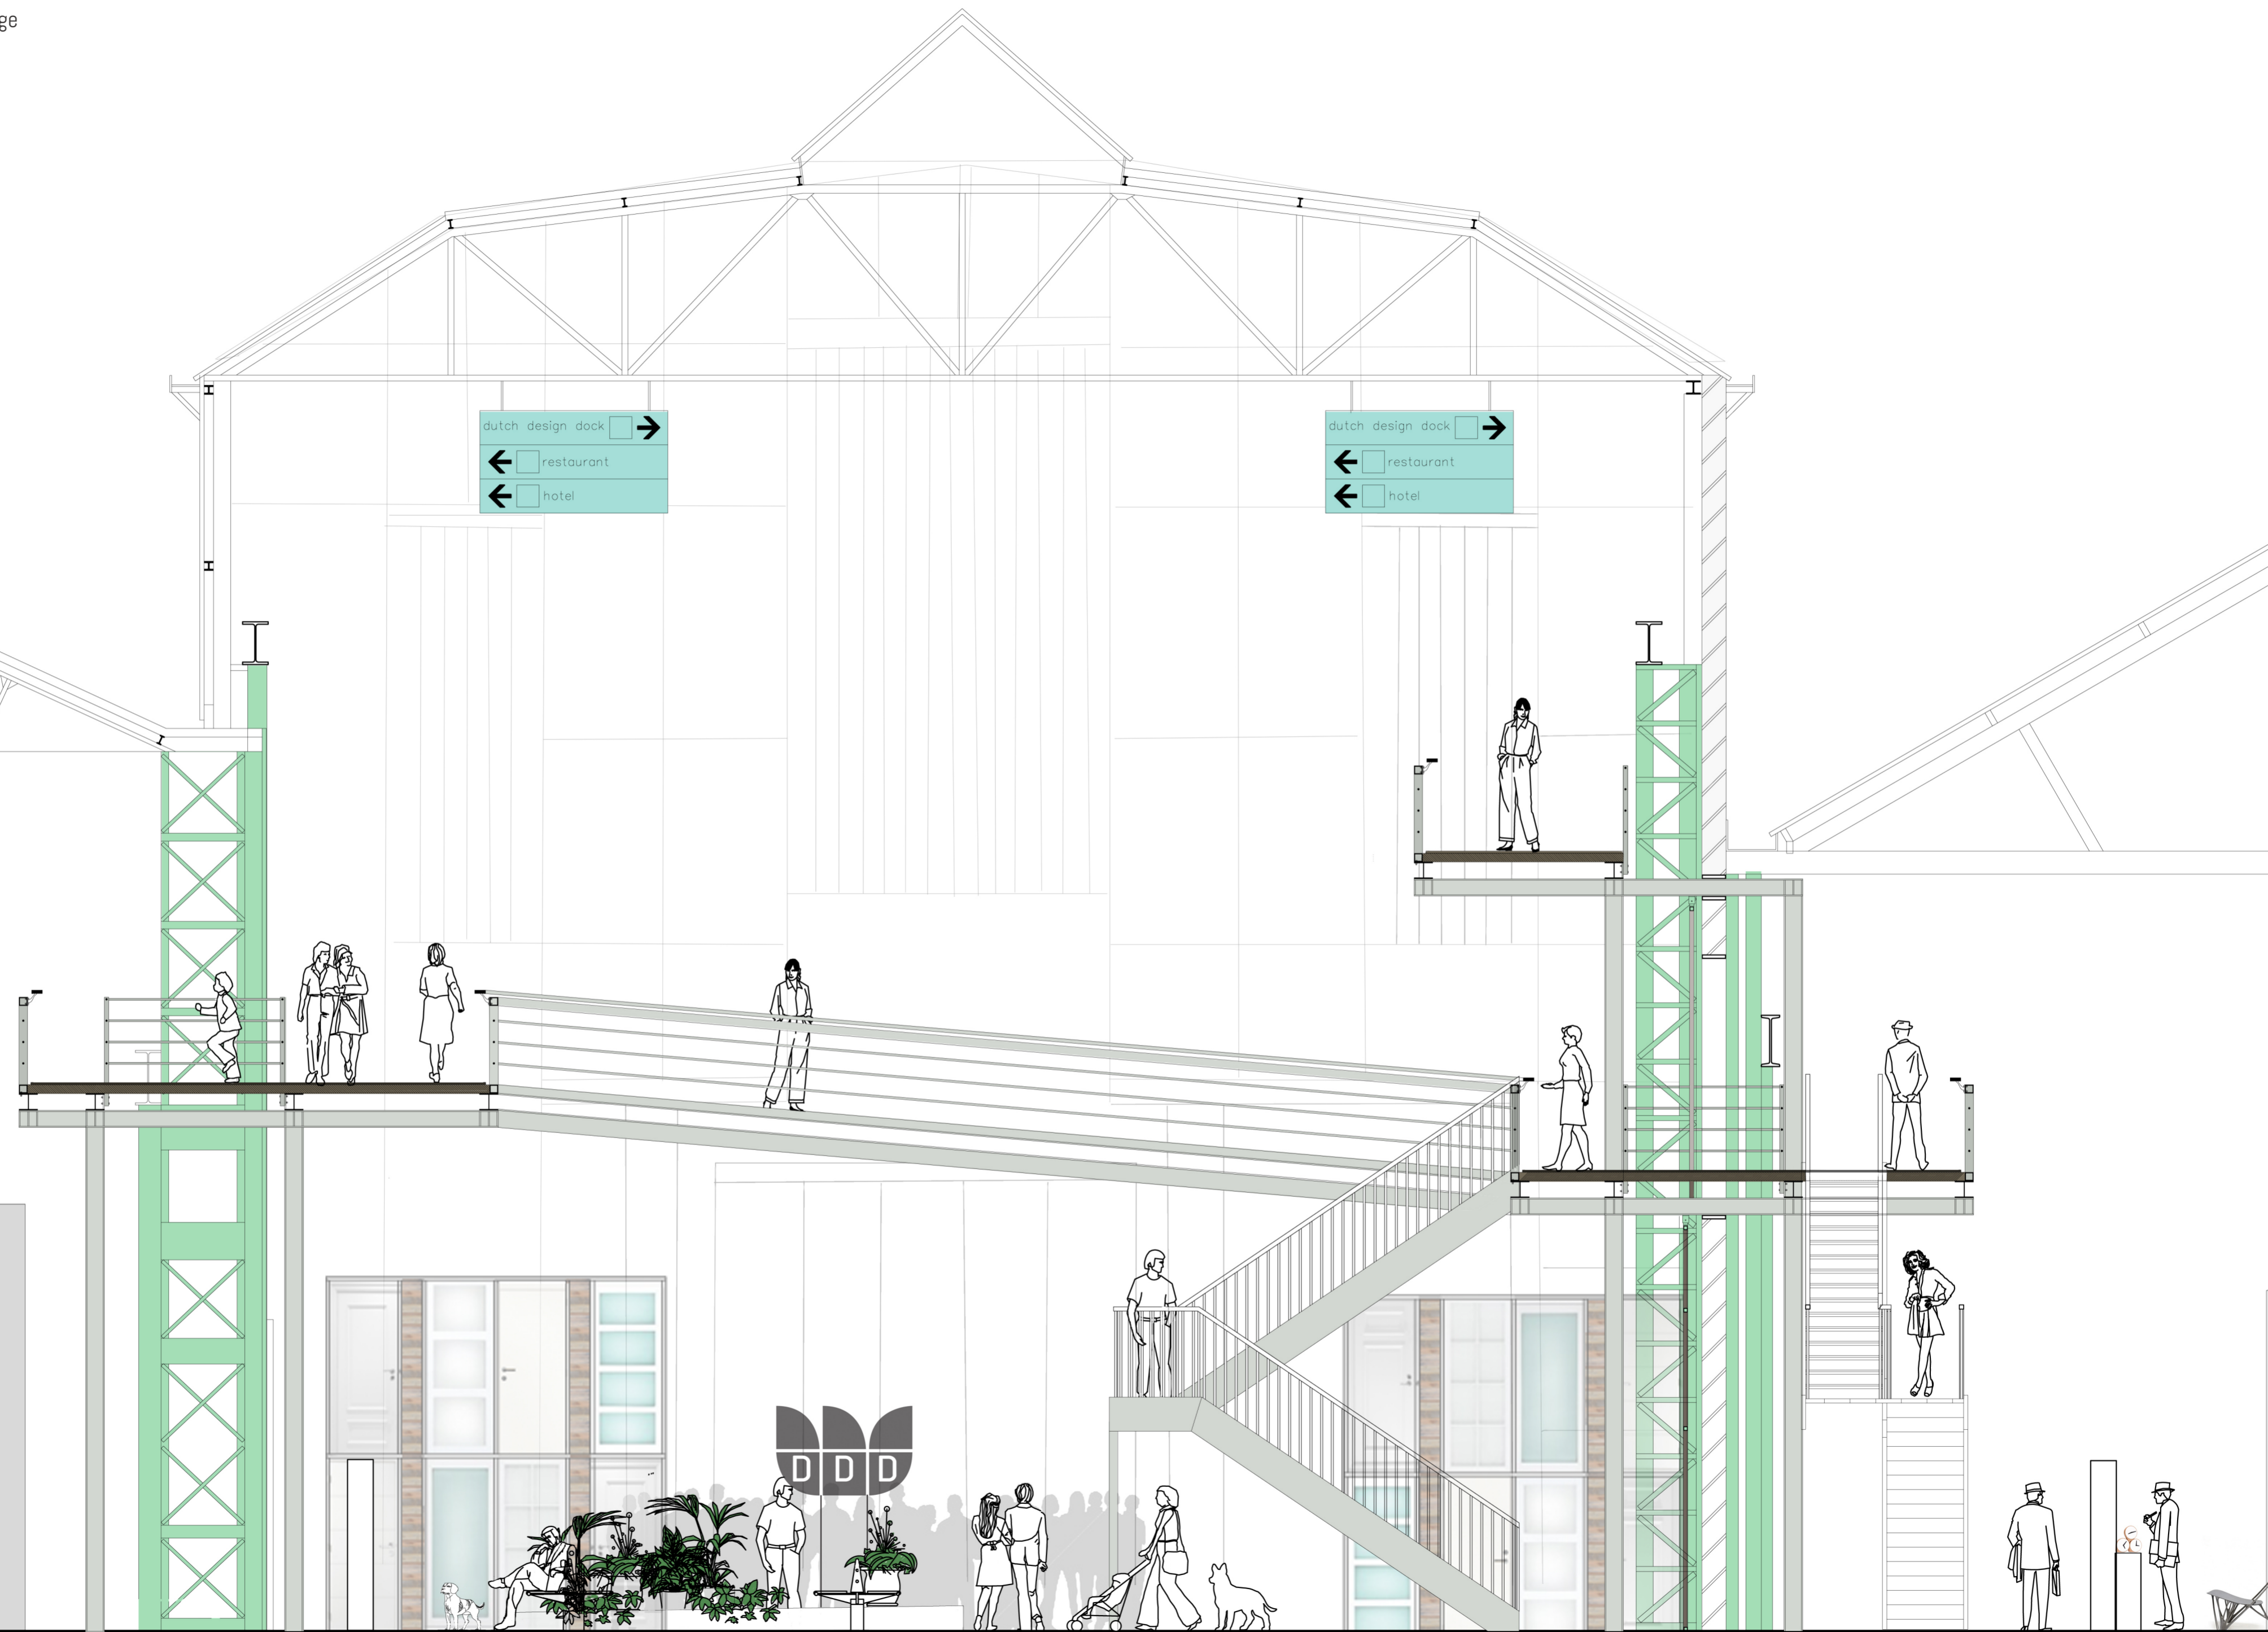 ge
dutch design dock
restaurant
hotel
dutch design dock
restaurant
hotel
DDD